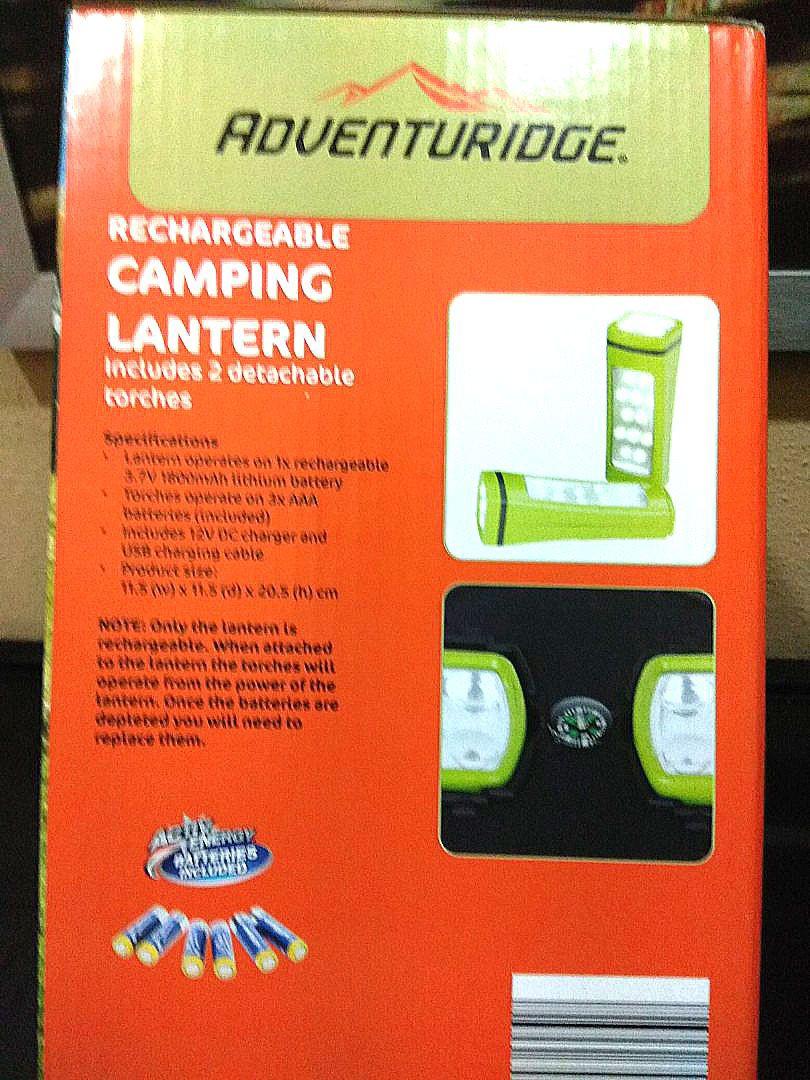 ADVENTURIDGE®
RECHARGEABLE
CAMPING
LANTERN
Includes 2 detachable
torches
Specifications
• Lantern operates on 1x rechargeable
3.7V 1800mAh lithium battery
• Torches operate on 3x AAA
batteries (included)
• Includes 12V DC charger and
USB charging cable
• Product size:
11.5 (w) x 11.5 (d) x 20.5 (h) cm
NOTE: Only the lantern is
rechargeable. When attached
to the lantern the torches will
operate from the power of the
lantern. Once the batteries are
depleted you will need to
replace them.
ENERGY
BATTERIES
INCLUDED